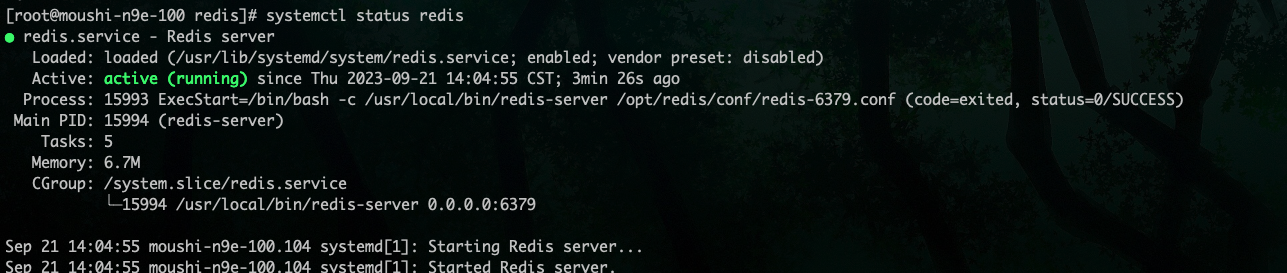 [root@moushi-n9e-100 redis]# systemctl status redis
● redis.service - Redis server
   Loaded: loaded (/usr/lib/systemd/system/redis.service; enabled; vendor preset: disabled)
   Active: active (running) since Thu 2023-09-21 14:04:55 CST; 3min 26s ago
  Process: 15993 ExecStart=/bin/bash -c /usr/local/bin/redis-server /opt/redis/conf/redis-6379.conf (code=exited, status=0/SUCCESS)
 Main PID: 15994 (redis-server)
    Tasks: 5
   Memory: 6.7M
   CGroup: /system.slice/redis.service
           └─15994 /usr/local/bin/redis-server 0.0.0.0:6379
Sep 21 14:04:55 moushi-n9e-100.104 systemd[1]: Starting Redis server...
Sep 21 14:04:55 moushi-n9e-100.104 systemd[1]: Started Redis server.